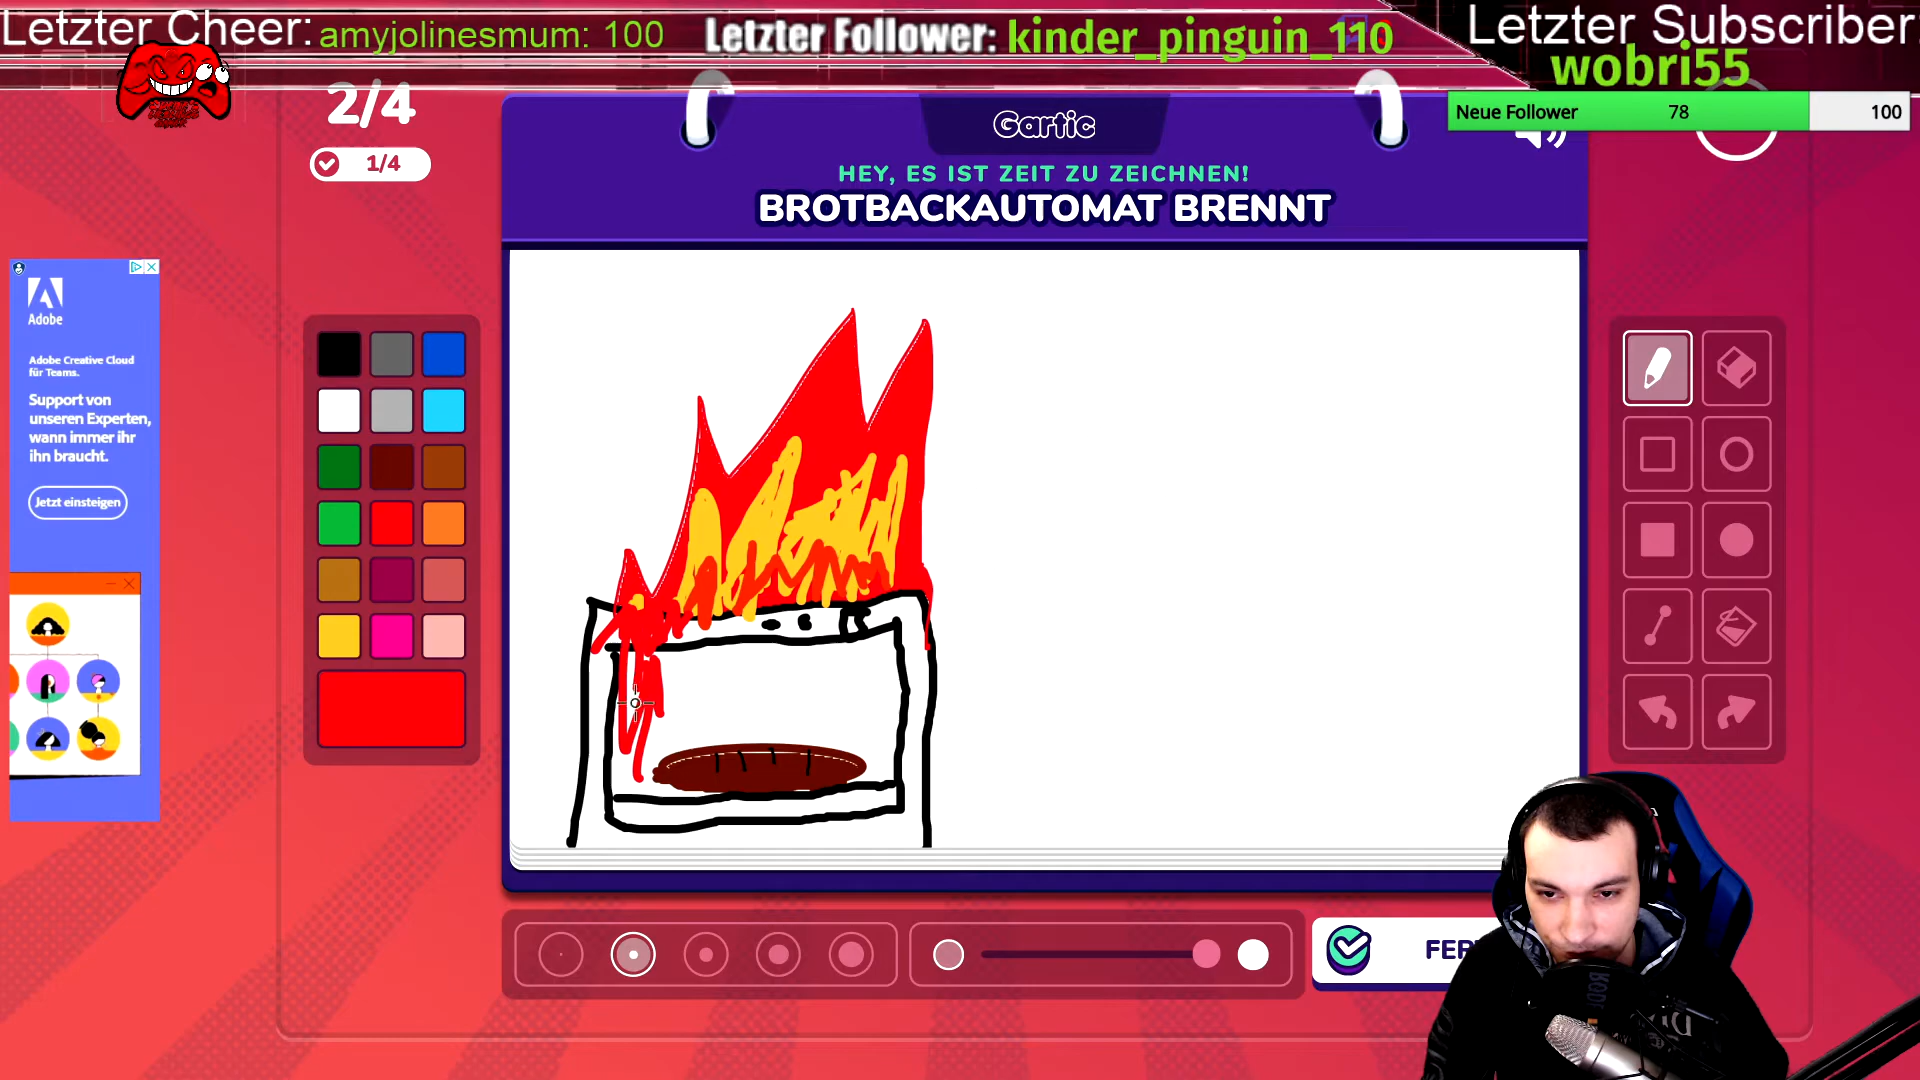 Letzter Cheer: amyjolinesmum: 100
Letzter Follower: kinder_pinguin_110
Letzter Subscriber:
wobri55
Neue Follower 78 100
2/4
1/4
Gartic
HEY, ES IST ZEIT ZU ZEICHNEN!
BROTBACKAUTOMAT BRENNT
Adobe
Adobe Creative Cloud
für Teams.
Support von
unseren Experten,
wann immer ihr
ihn braucht.
Jetzt einsteigen